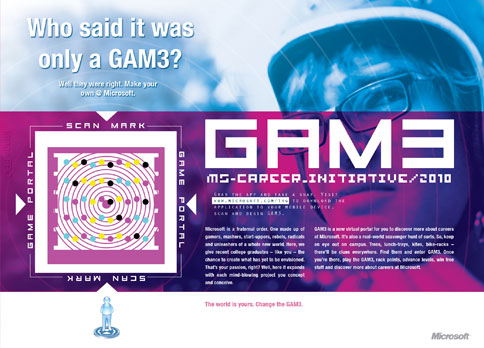 Who said it was
only a GAM3?
Well they were right. Make your
own @ Microsoft.
SCAN MARK
GAME PORTAL
GAME PORTAL
SCAN MARK
GAM3
MS-CAREER_INITIATIVE/2010
GRAB THE APP AND TAKE A SNAP. TEXT
WWW.MICROSOFT.COM/ TO DOWNLOAD THE
APPLICATION TO YOUR MOBILE DEVICE.
SCAN AND BEGIN GAM3.
Microsoft is a fraternal order. One made up of
gamers, mashers, start-uppers, rebels, radicals
and unleashers of a whole new world. Here, we
give recent college graduates – like you – the
chance to create what has yet to be envisioned.
That's your passion, right? Well, here it expands
with each mind-blowing project you concept
and conceive.
GAM3 is a new virtual portal for you to discover more about careers
at Microsoft. It's also a real-world scavenger hunt of sorts. So, keep
an eye out on campus. Trees, lunch-trays, kilns, bike-racks –
there'll be clues everywhere. Find them and enter GAM3. Once
you're there, play the GAM3, rack points, advance levels, win free
stuff and discover more about careers at Microsoft.
The world is yours. Change the GAM3.
Microsoft